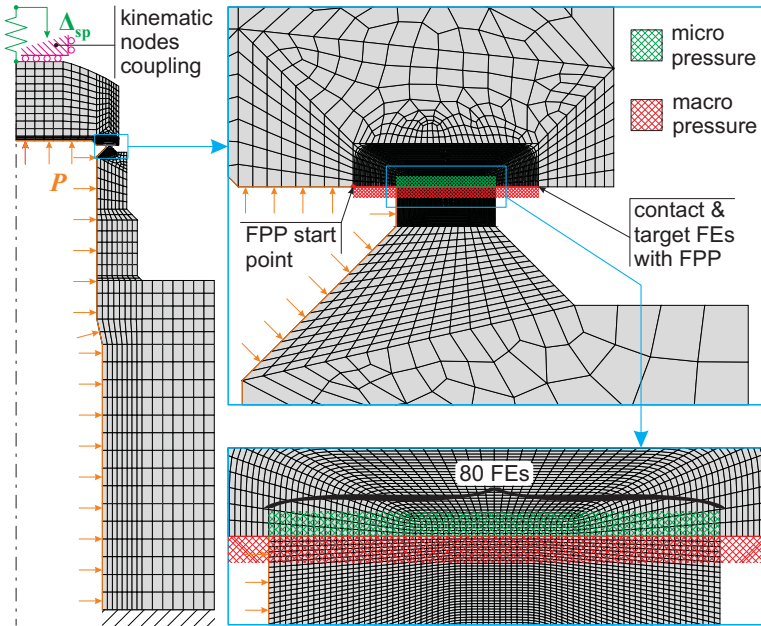 Δsp
kinematic
nodes
coupling
P
micro
pressure
macro
pressure
FPP start
point
contact &
target FEs
with FPP
80 FEs